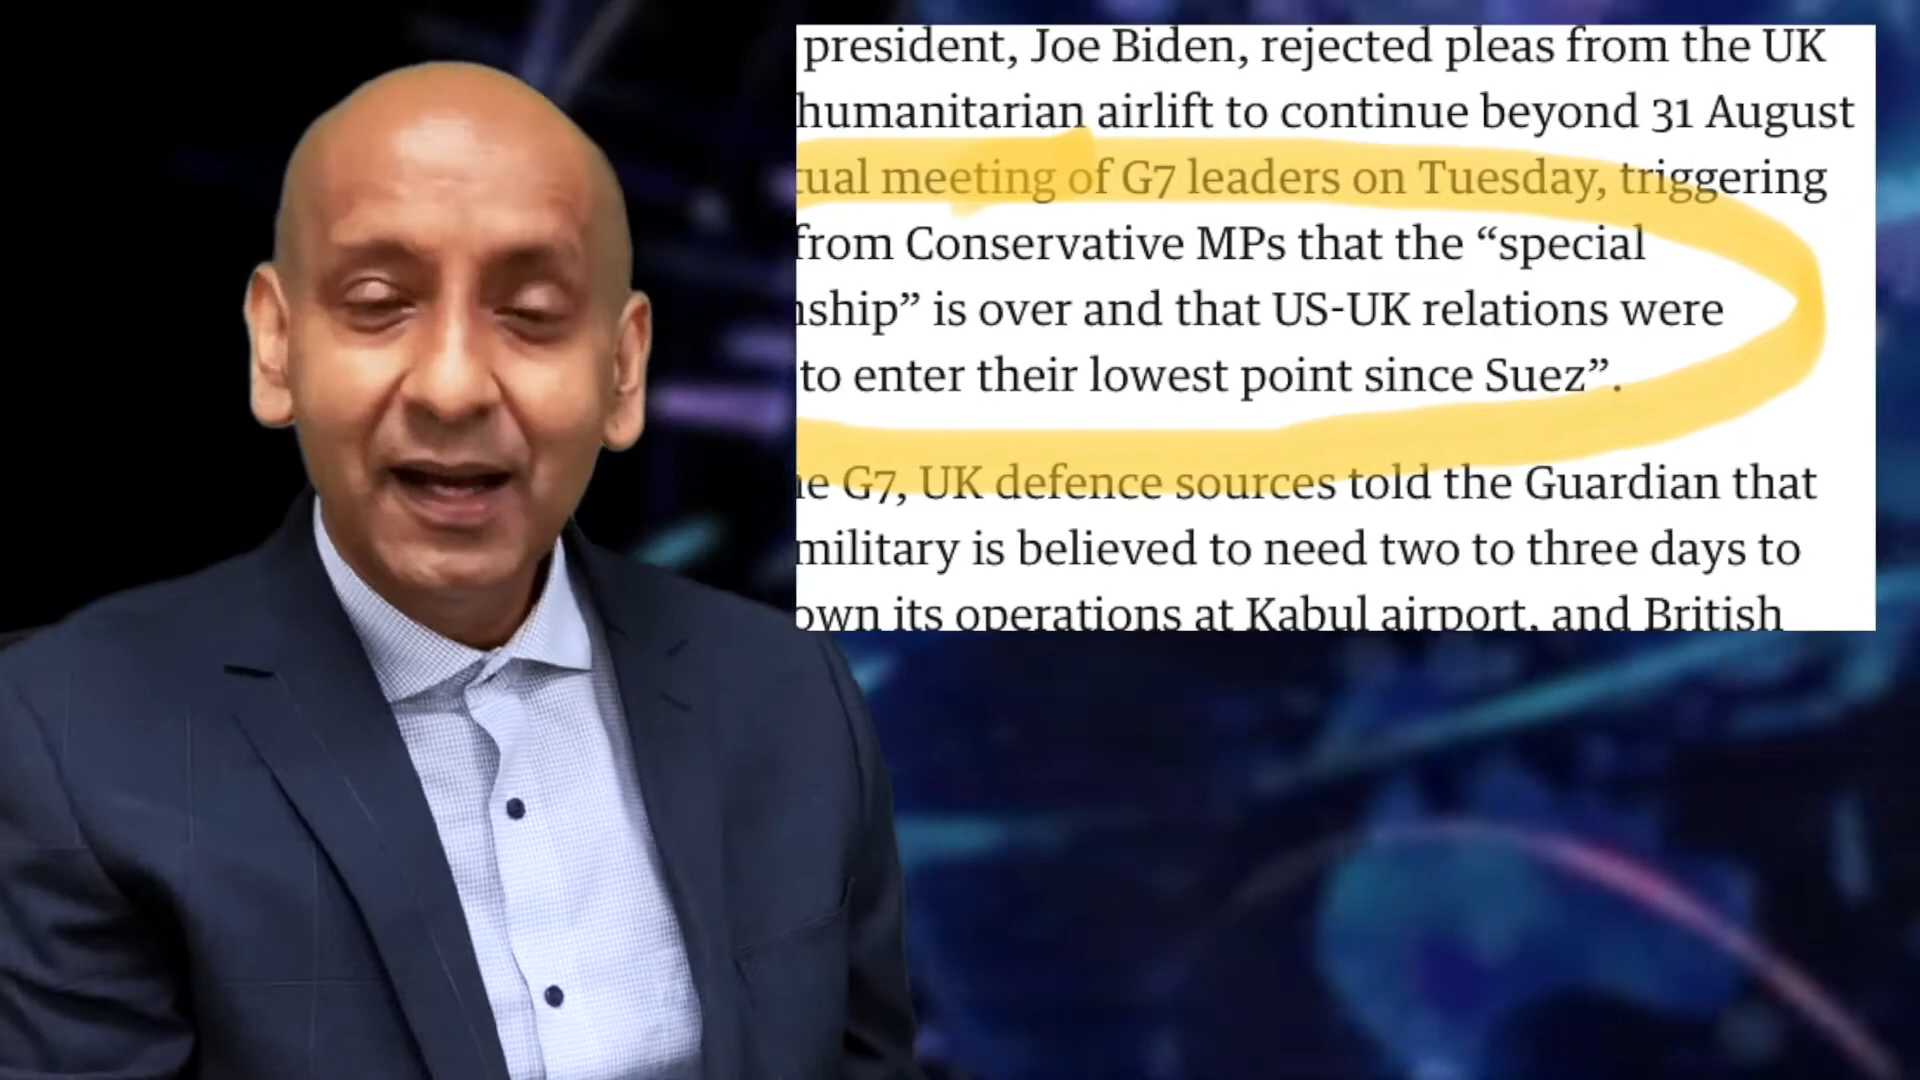 president, Joe Biden, rejected pleas from the UK
humanitarian airlift to continue beyond 31 August
tual meeting of G7 leaders on Tuesday, triggering
from Conservative MPs that the “special
nship” is over and that US-UK relations were
to enter their lowest point since Suez”.
he G7, UK defence sources told the Guardian that
military is believed to need two to three days to
own its operations at Kabul airport, and British